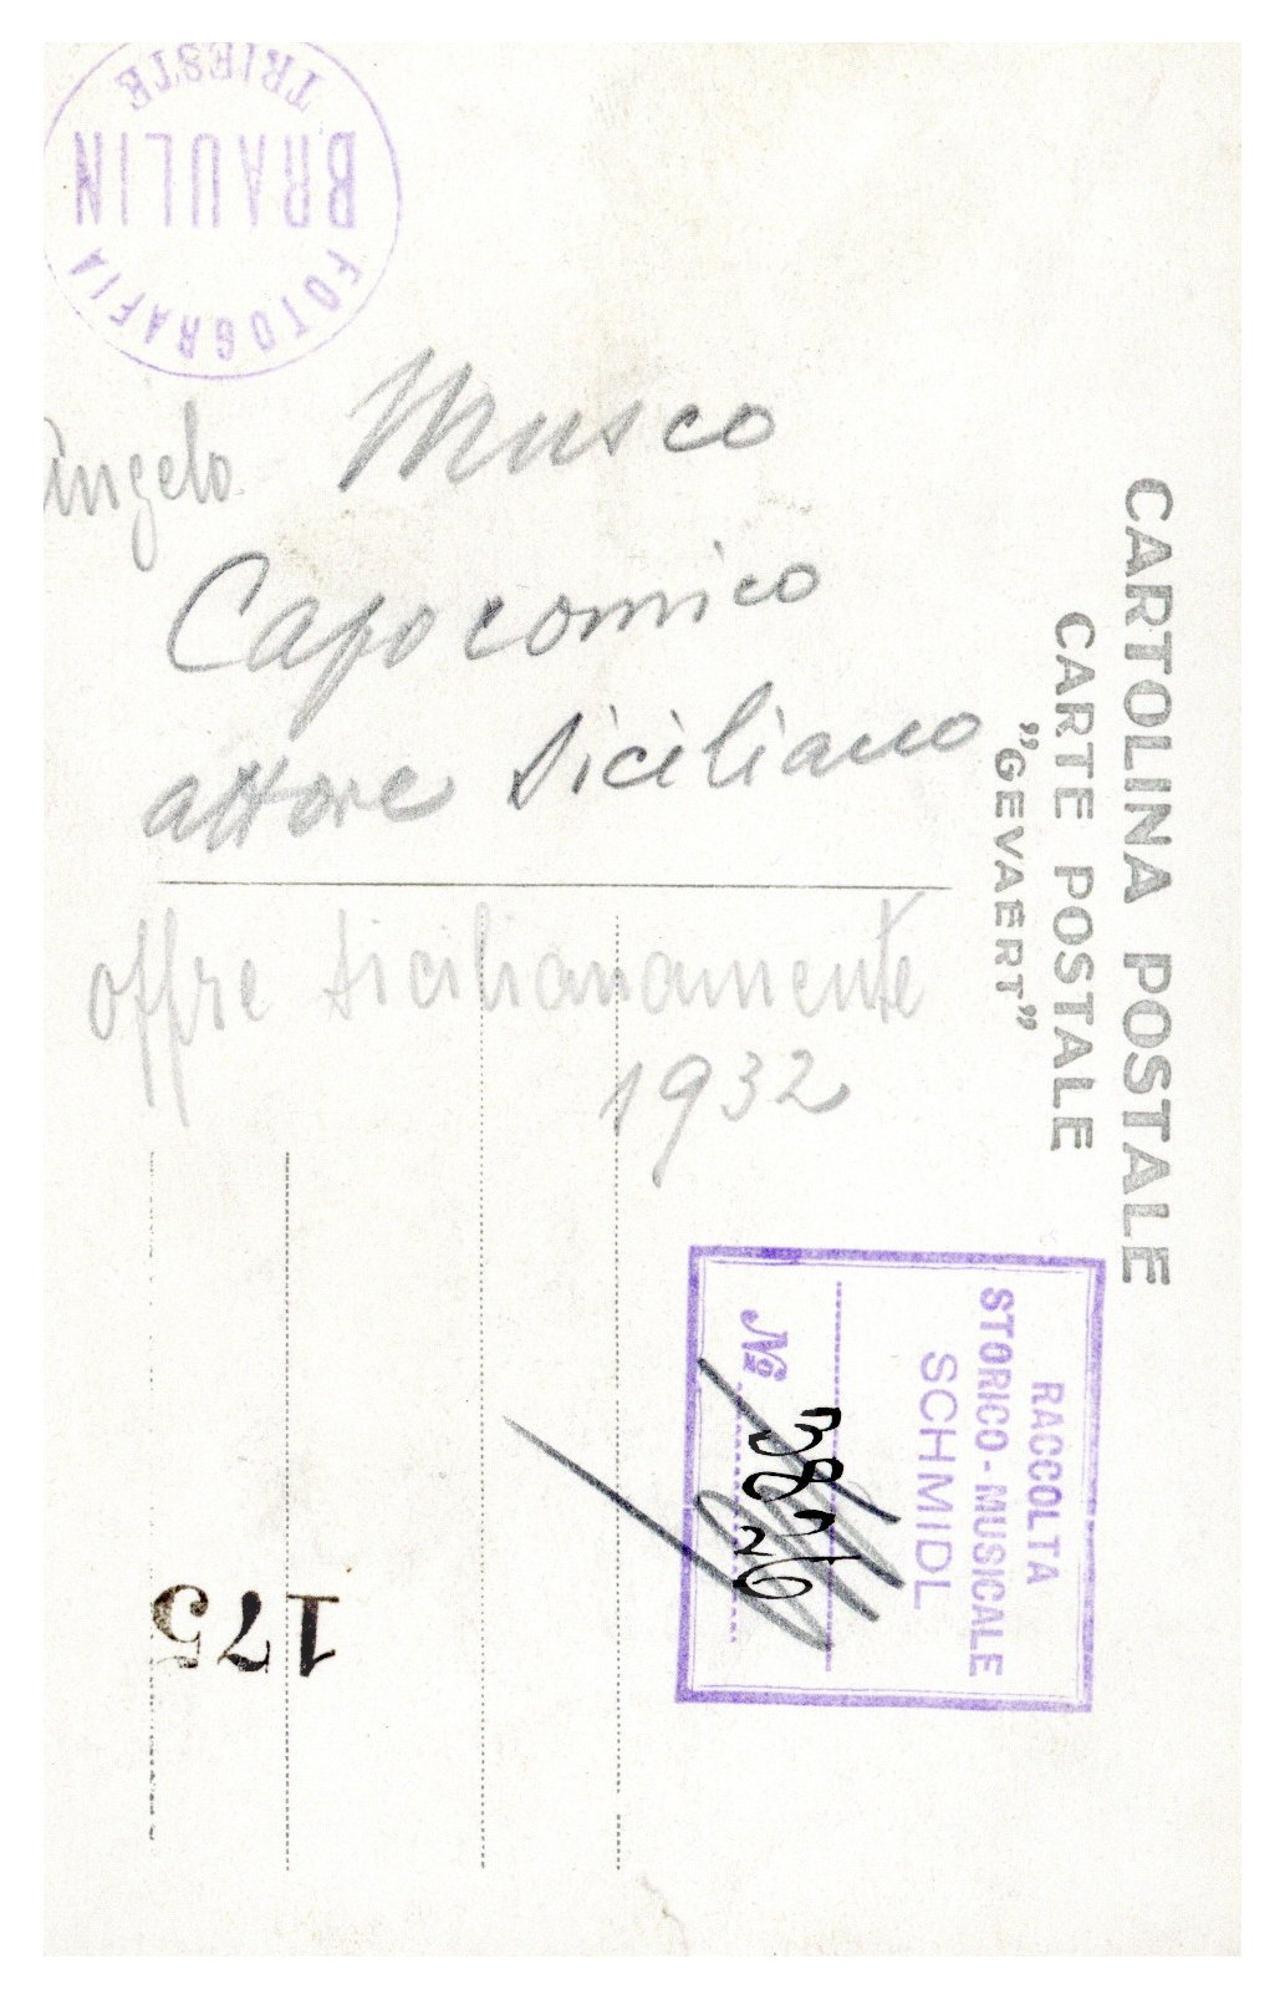 FOTOGRAFIA
BRAULIN
TRIESTE
Angelo Musco
Capocomico
attore siciliano
offre sicilianamente
1932
CARTOLINA POSTALE
CARTE POSTALE
"GEVAERT"
RACCOLTA
STORICO-MUSICALE
SCHMIDL
№ 3826
175